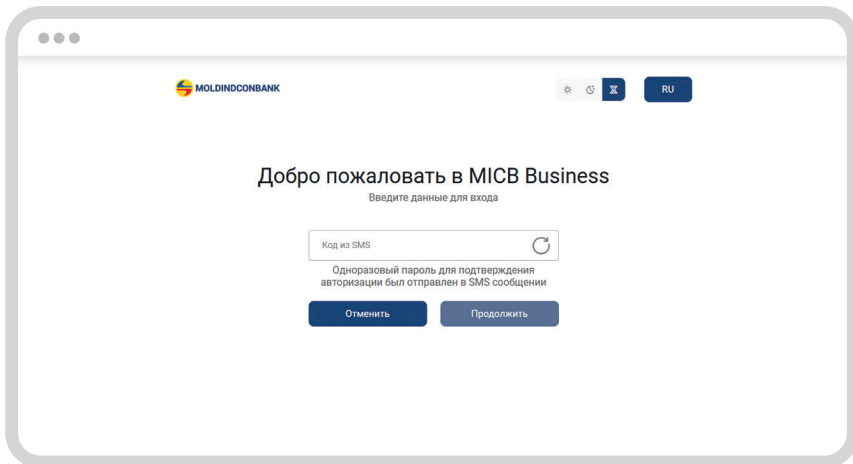 MOLDINDCONBANK
RU
Добро пожаловать в MICB Business
Введите данные для входа
Код из SMS
Одноразовый пароль для подтверждения
авторизации был отправлен в SMS сообщении
Отменить
Продолжить